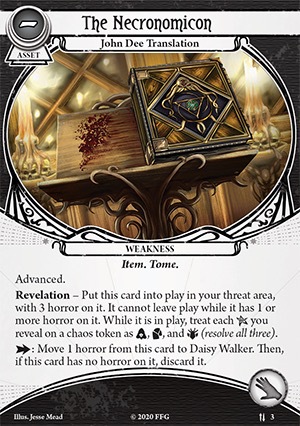 The Necronomicon
ASSET
John Dee Translation
WEAKNESS
Item. Tome.
Advanced.
Revelation – Put this card into play in your threat area,
with 3 horror on it. It cannot leave play while it has 1 or
more horror on it. While it is in play, treat each you
reveal on a chaos token as , , and (resolve all three).
: Move 1 horror from this card to Daisy Walker. Then,
if this card has no horror on it, discard it.
Illus. Jesse Mead
© 2020 FFG
3